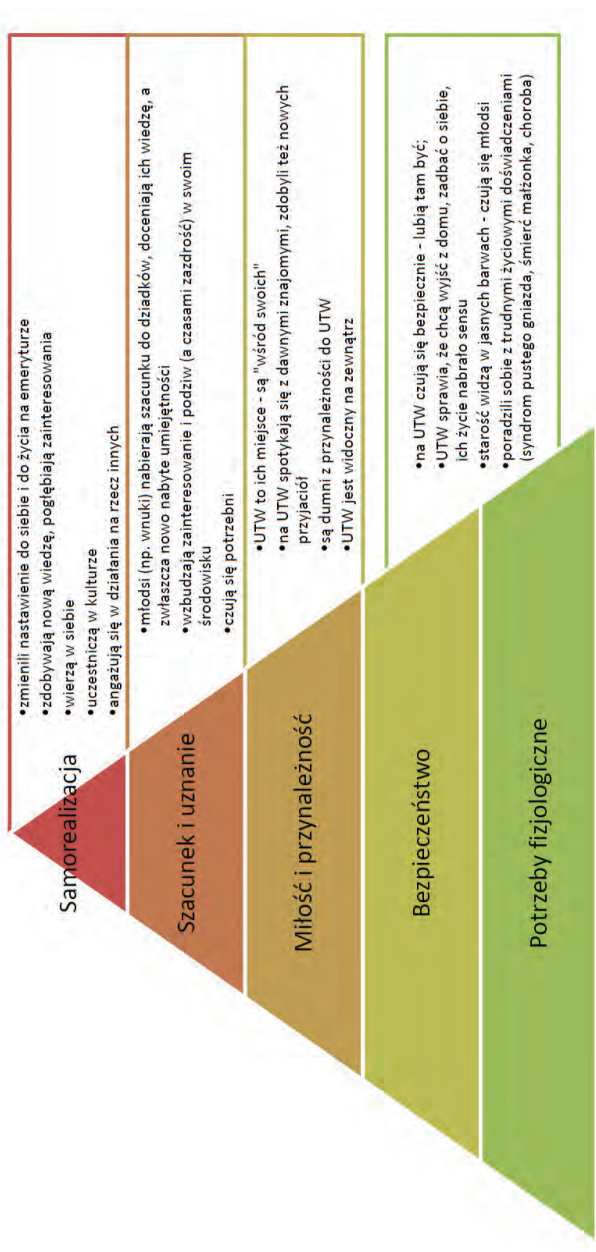 Samorealizacja
•zmienili nastawienie do siebie i do życia na emeryturze
•zdobywają nową wiedzę, pogłębiają zainteresowania
•wierzą w siebie
•uczestniczą w kulturze
•angażują się w działania na rzecz innych
Szacunek i uznanie
•młodsi (np. wnuki) nabierają szacunku do dziadków, doceniają ich wiedzę, a
zwłaszcza nowo nabyte umiejętności
•wzbudzają zainteresowanie i podziw (a czasami zazdrość) w swoim
środowisku
•czują się potrzebni
Miłość i przynależność
•UTW to ich miejsce - są "wśród swoich"
•na UTW spotykają się z dawnymi znajomymi, zdobyli też nowych
przyjaciół
•są dumni z przynależności do UTW
•UTW jest widoczny na zewnątrz
Bezpieczeństwo
•na UTW czują się bezpiecznie - lubią tam być;
•UTW sprawia, że chcą wyjść z domu, zadbać o siebie,
ich życie nabrało sensu
•starość widzą w jasnych barwach - czują się młodsi
•poradzili sobie z trudnymi życiowymi doświadczeniami
(syndrom pustego gniazda, śmierć małżonka, choroba)
Potrzeby fizjologiczne